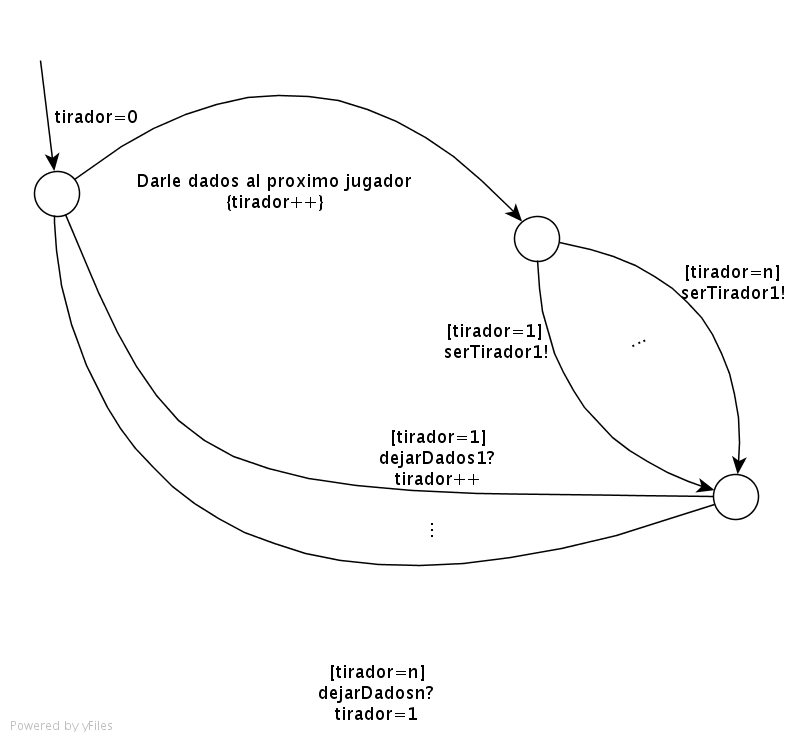 tirador=0
Darle dados al proximo jugador
{tirador++}
[tirador=n]
serTirador1!
[tirador=1]
serTirador1!
...
[tirador=1]
dejarDados1?
tirador++
...
[tirador=n]
dejarDadosn?
tirador=1
Powered by yFiles